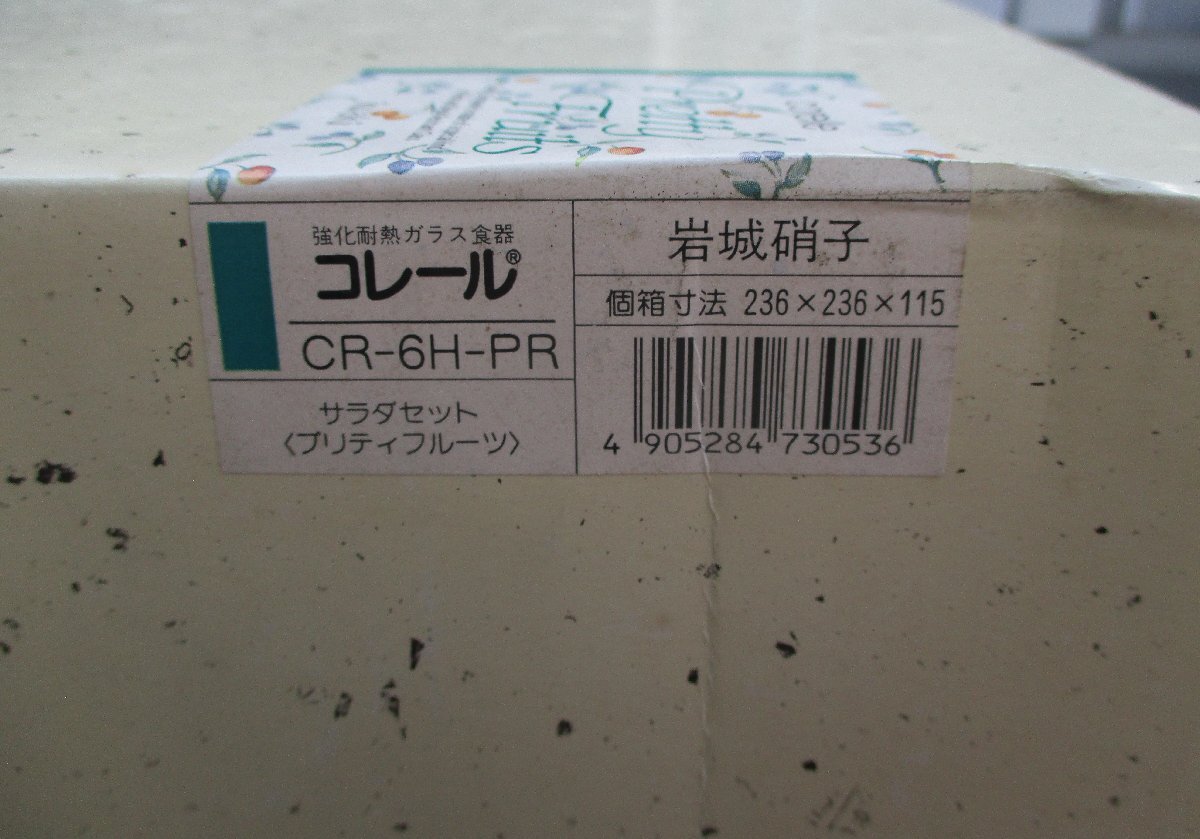 Pretty
Fruits
強化耐熱ガラス食器
コレール®
CR-6H-PR
サラダセット
〈プリティフルーツ〉
岩城硝子
個箱寸法 236×236×115
4 905284 730536